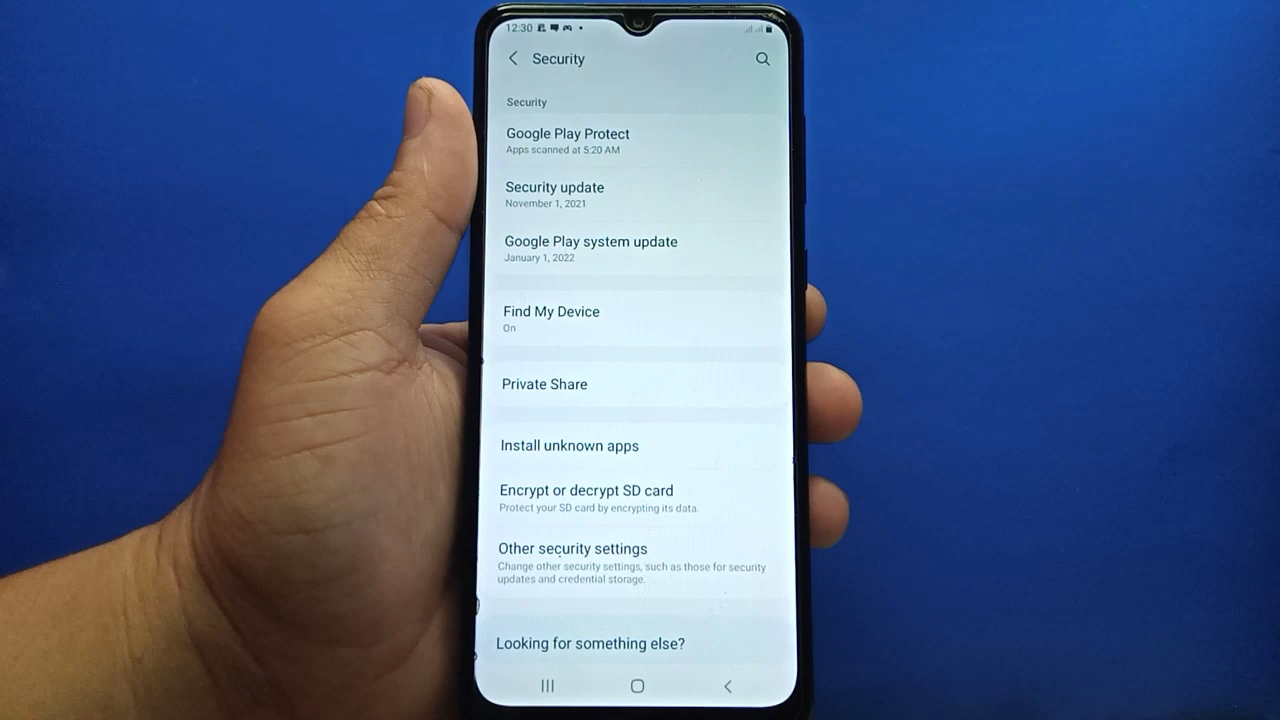 12:30
Security
Security
Google Play Protect
Apps scanned at 5:20 AM
Security update
November 1, 2021
Google Play system update
January 1, 2022
Find My Device
On
Private Share
Install unknown apps
Encrypt or decrypt SD card
Protect your SD card by encrypting its data.
Other security settings
Change other security settings, such as those for security
updates and credential storage.
Looking for something else?